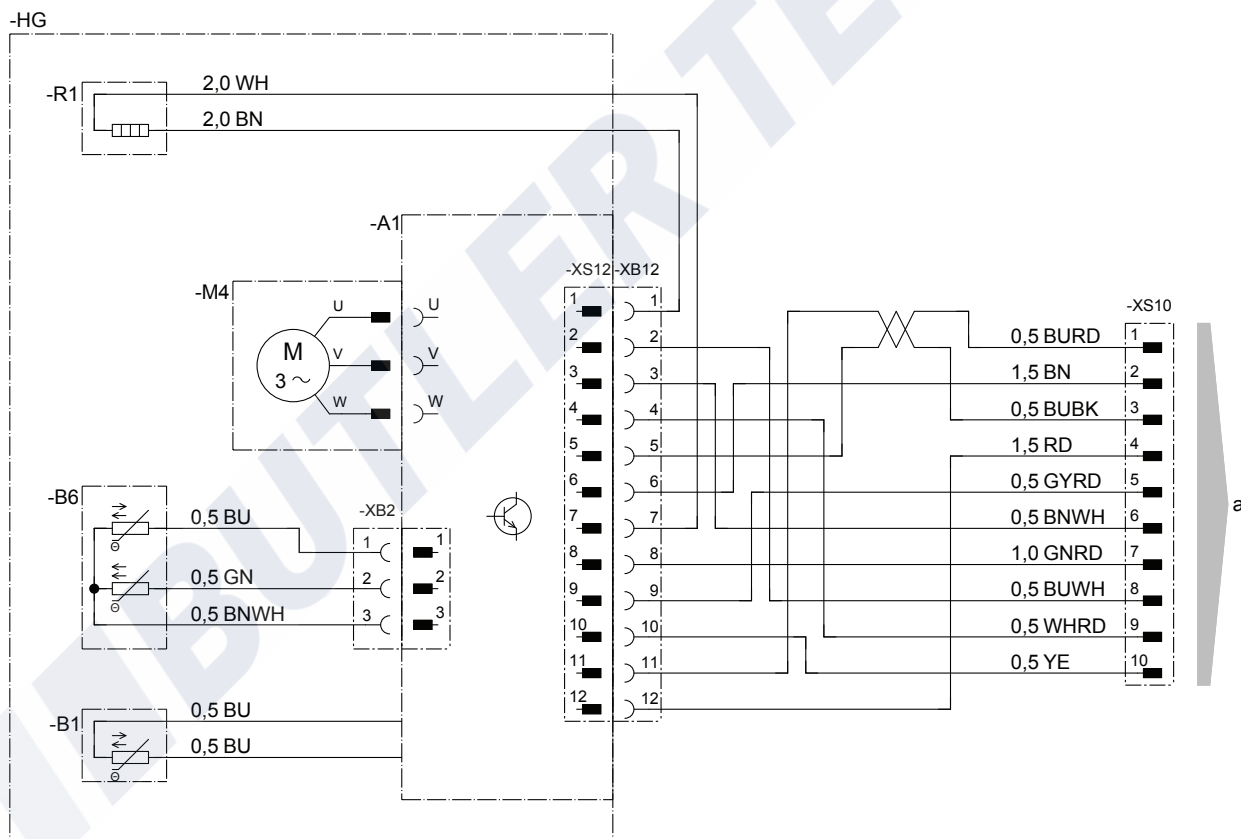 -HG
-R1
2,0 WH
2,0 BN
-A1
-M4
U
V
W
M
3 ~
U
V
W
-XS12
-XB12
1
2
3
4
5
6
7
8
9
10
11
12
1
2
3
4
5
6
7
8
9
10
11
12
-XS10
0,5 BURD
1
1,5 BN
2
0,5 BUBK
3
1,5 RD
4
0,5 GYRD
5
0,5 BNWH
6
1,0 GNRD
7
0,5 BUWH
8
0,5 WHRD
9
0,5 YE
10
a
-B6
Θ
Θ
0,5 BU
0,5 GN
0,5 BNWH
-XB2
1
2
3
1
2
3
-B1
Θ
0,5 BU
0,5 BU
BUTLER TE